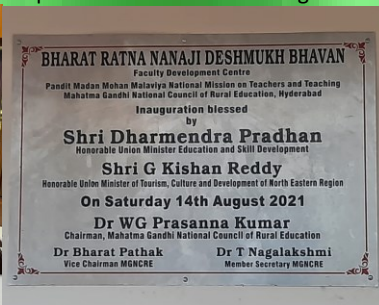 BHARAT RATNA NANAJI DESHMUKH BHAVAN
Faculty Development Centre
Pandit Madan Mohan Malaviya National Mission on Teachers and Teaching
Mahatma Gandhi National Council of Rural Education, Hyderabad
Inauguration blessed
by
Shri Dharmendra Pradhan
Honorable Union Minister Education and Skill Development
Shri G Kishan Reddy
Honorable Union Minister of Tourism, Culture and Development of North Eastern Region
On Saturday 14th August 2021
Dr WG Prasanna Kumar
Chairman, Mahatma Gandhi National Council of Rural Education
Dr Bharat Pathak Dr T Nagalakshmi
Vice Chairman MGNCRE Member Secretary MGNCRE